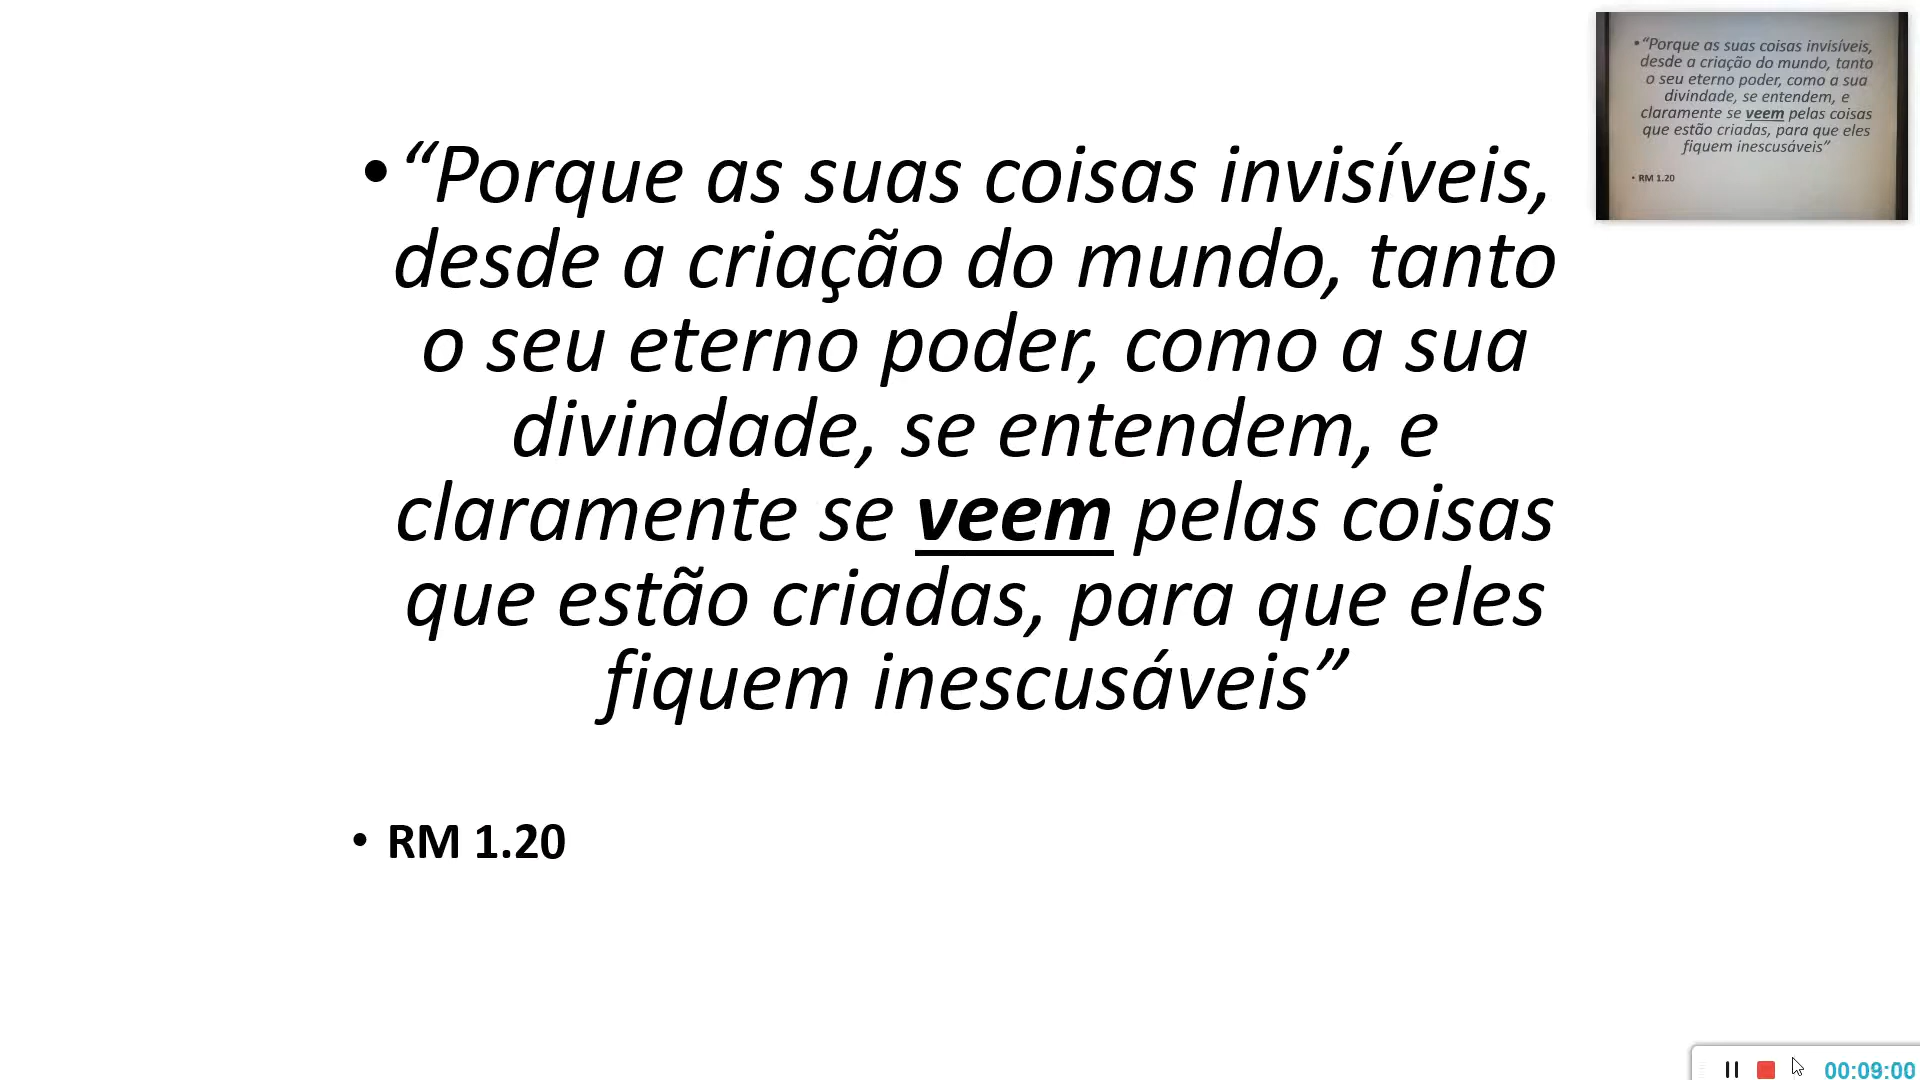 •“Porque as suas coisas invisíveis,
desde a criação do mundo, tanto
o seu eterno poder, como a sua
divindade, se entendem, e
claramente se veem pelas coisas
que estão criadas, para que eles
fiquem inescusáveis”
• RM 1.20
•“Porque as suas coisas invisíveis,
desde a criação do mundo, tanto
o seu eterno poder, como a sua
divindade, se entendem, e
claramente se veem pelas coisas
que estão criadas, para que eles
fiquem inescusáveis”
• RM 1.20
00:09:00